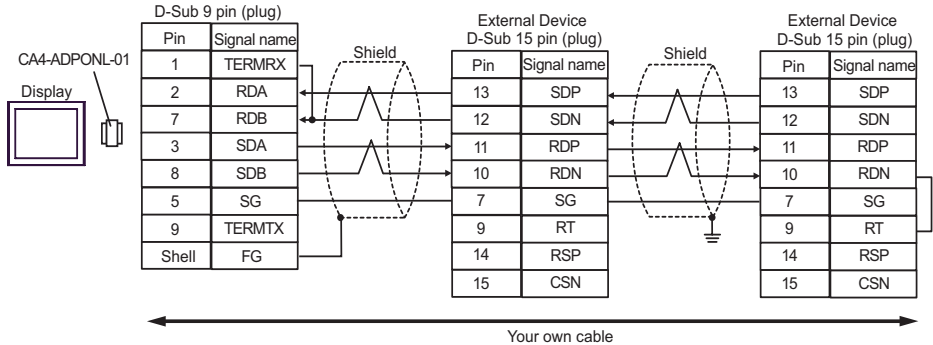 D-Sub 9 pin (plug)
Pin Signal name
1 TERMRX
2 RDA
7 RDB
3 SDA
8 SDB
5 SG
9 TERMTX
Shell FG
CA4-ADPONL-01
Display
Shield
External Device
D-Sub 15 pin (plug)
Pin Signal name
13 SDP
12 SDN
11 RDP
10 RDN
7 SG
9 RT
14 RSP
15 CSN
Shield
External Device
D-Sub 15 pin (plug)
Pin Signal name
13 SDP
12 SDN
11 RDP
10 RDN
7 SG
9 RT
14 RSP
15 CSN
Your own cable